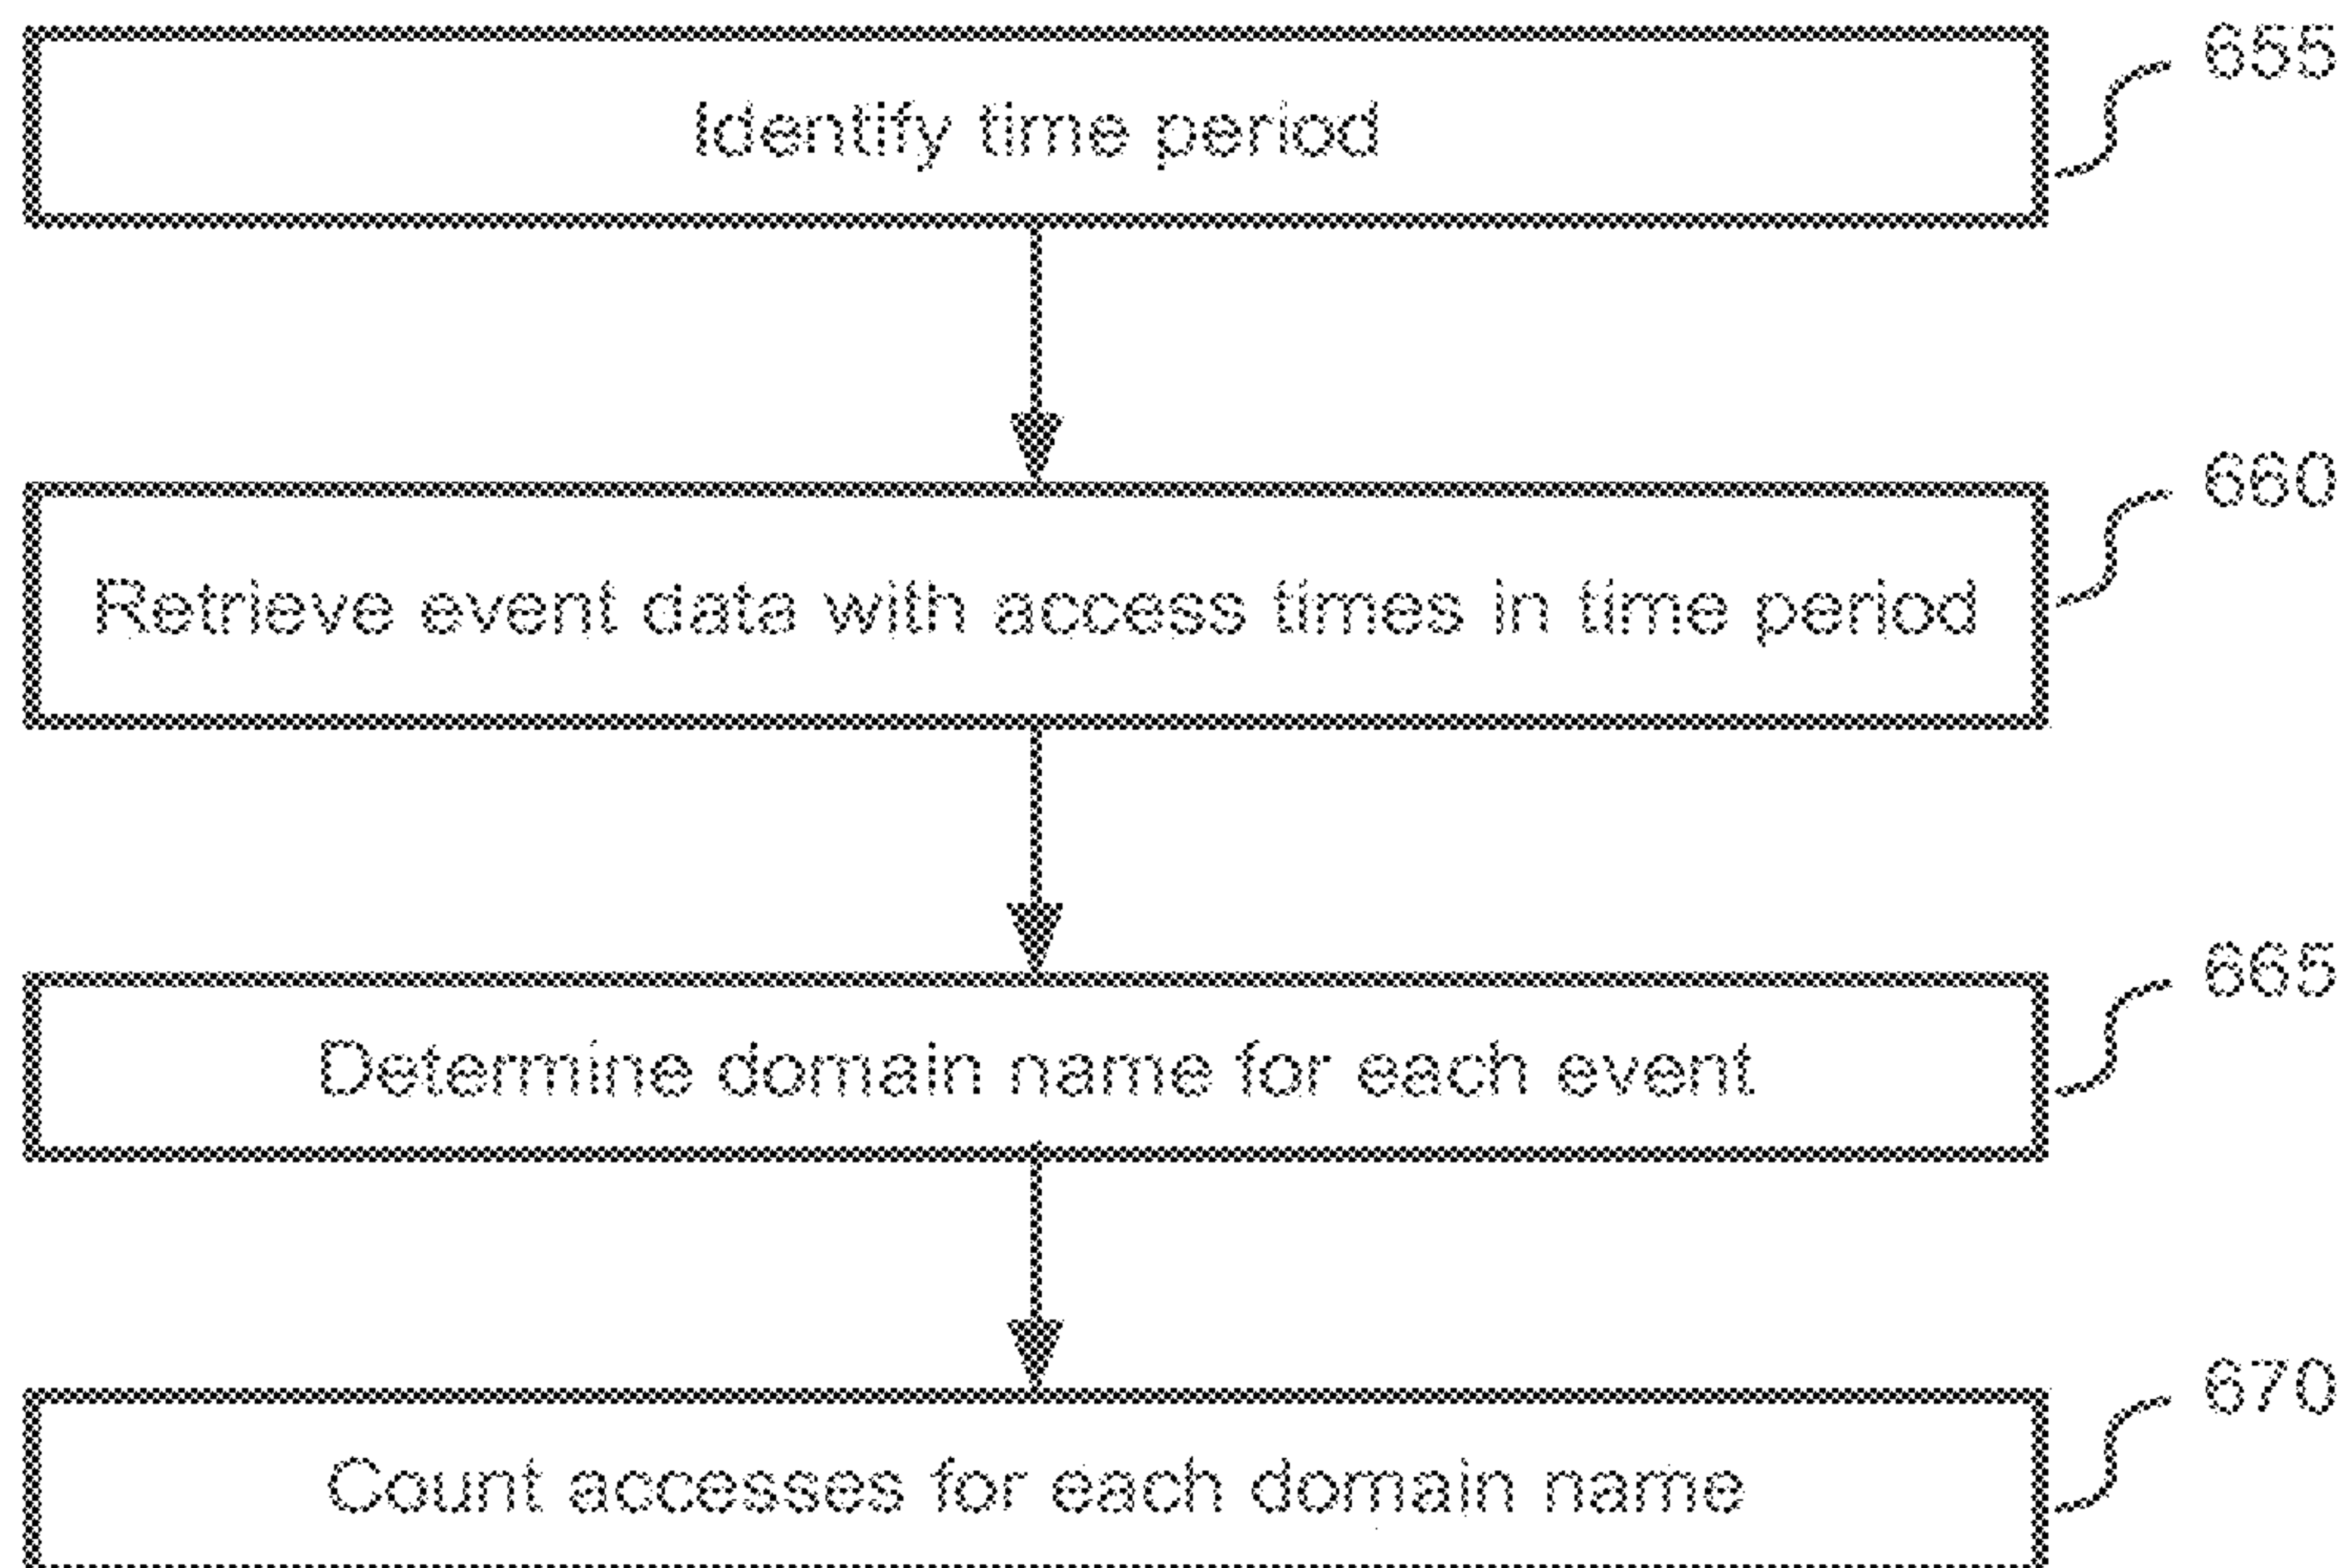 655
Identify time period
660
Retrieve event data with access times in time period
665
Determine domain name for each event
670
Count accesses for each domain name